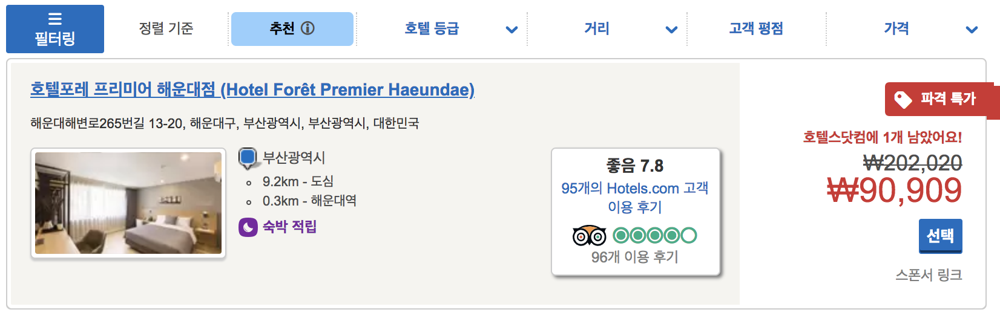 필터링
정렬 기준
추천
호텔 등급
거리
고객 평점
가격
호텔포레 프리미어 해운대점 (Hotel Forêt Premier Haeundae)
해운대해변로265번길 13-20, 해운대구, 부산광역시, 부산광역시, 대한민국
부산광역시
9.2km - 도심
0.3km - 해운대역
숙박 적립
좋음 7.8
95개의 Hotels.com 고객
이용 후기
96개 이용 후기
파격 특가
호텔스닷컴에 1개 남았어요!
₩202,020
₩90,909
선택
스폰서 링크